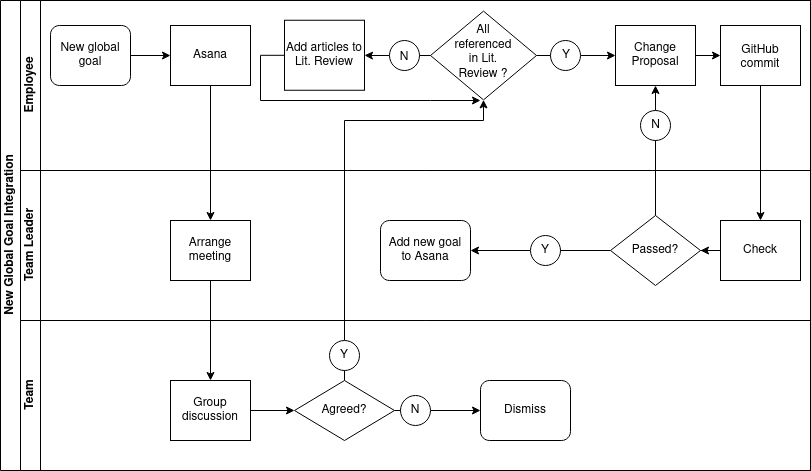 New Global Goal Integration
Employee
New global
goal
Asana
Add articles to
Lit. Review
N
All
referenced
in Lit.
Review ?
Y
Change
Proposal
GitHub
commit
N
Team Leader
Arrange
meeting
Add new goal
to Asana
Y
Passed?
Check
Team
Y
Group
discussion
Agreed?
N
Dismiss